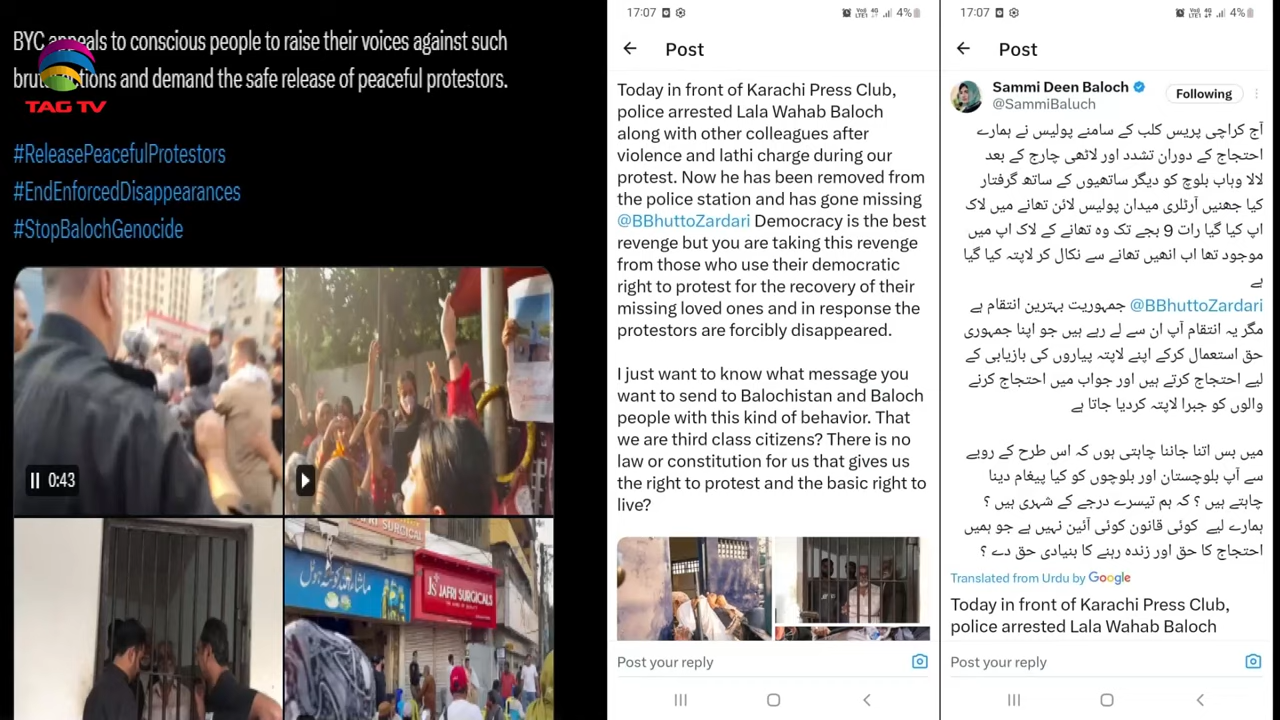 BYC appeals to conscious people to raise their voices against such
brutal actions and demand the safe release of peaceful protestors.
TAG TV
#ReleasePeacefulProtestors
#EndEnforcedDisappearances
#StopBalochGenocide
0:43
SURGICAL
ماشاءاللہ کوئٹہ ہوٹل
JS JAFRI SURGICALS
17:07
4%
Post
Today in front of Karachi Press Club,
police arrested Lala Wahab Baloch
along with other colleagues after
violence and lathi charge during our
protest. Now he has been removed from
the police station and has gone missing
@BBhuttoZardari Democracy is the best
revenge but you are taking this revenge
from those who use their democratic
right to protest for the recovery of their
missing loved ones and in response the
protestors are forcibly disappeared.
I just want to know what message you
want to send to Balochistan and Baloch
people with this kind of behavior. That
we are third class citizens? There is no
law or constitution for us that gives us
the right to protest and the basic right to
live?
Post your reply
17:07
4%
Post
Sammi Deen Baloch
@SammiBaluch
Following
آج کراچی پریس کلب کے سامنے پولیس نے ہمارے
احتجاج کے دوران تشدد اور لاٹھی چارج کے بعد
لالا وہاب بلوچ کو دیگر ساتھیوں کے ساتھ گرفتار
کیا جھنیں آرٹلری میدان پولیس لائن تھانے میں لاک
اپ کیا گیا رات 9 بجے تک وہ تھانے کے لاک اپ میں
موجود تھا اب انھیں تھانے سے نکال کر لاپتہ کیا گیا
ہے
@BBhuttoZardari جمہوریت بہترین انتقام ہے
مگر یہ انتقام آپ ان سے لے رہے ہیں جو اپنا جمہوری
حق استعمال کرکے اپنے لاپتہ پیاروں کی بازیابی کے
لیے احتجاج کرتے ہیں اور جواب میں احتجاج کرنے
والوں کو جبرا لاپتہ کردیا جاتا ہے
میں بس اتنا جاننا چاہتی ہوں کہ اس طرح کے رویے
سے آپ بلوچستان اور بلوچوں کو کیا پیغام دینا
چاہتے ہیں ؟ کہ ہم تیسرے درجے کے شہری ہیں ؟
ہمارے لیے کوئی قانون کوئی آئین نہیں ہے جو ہمیں
احتجاج کا حق اور زندہ رہنے کا بنیادی حق دے ؟
Translated from Urdu by Google
Today in front of Karachi Press Club,
police arrested Lala Wahab Baloch
Post your reply